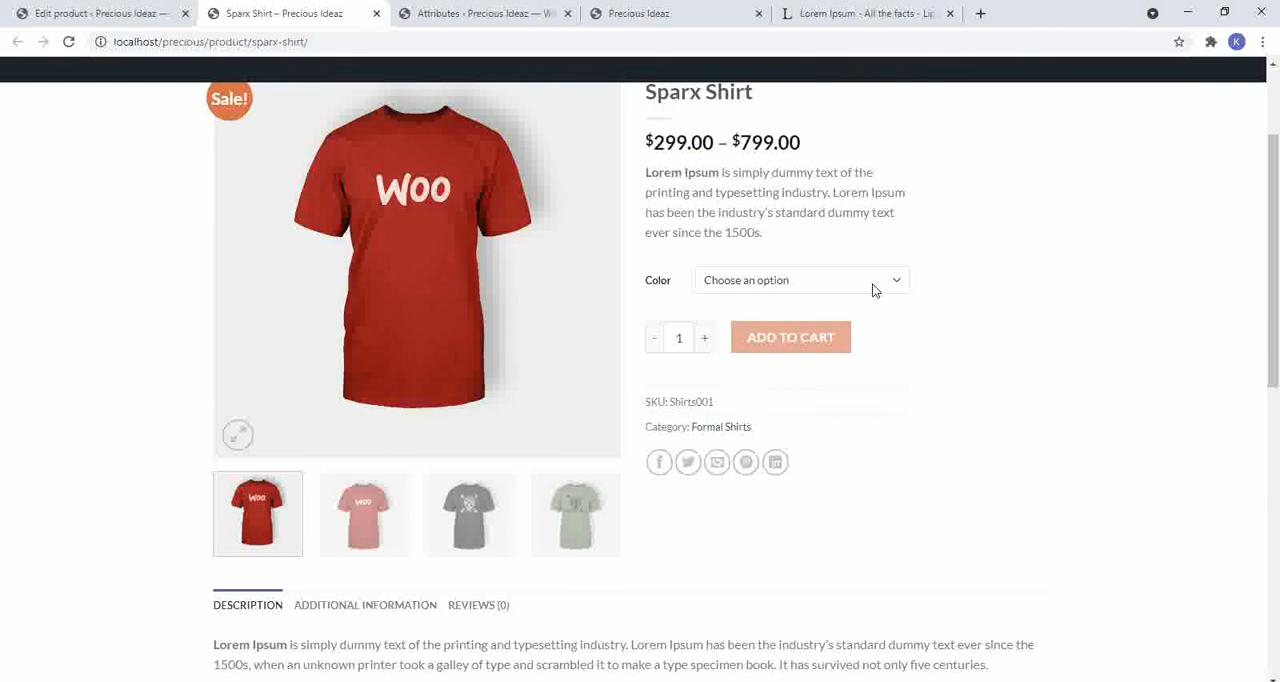 Edit product ‹ Precious Ideaz —
Sparx Shirt – Precious Ideaz
Attributes ‹ Precious Ideaz — W
Precious Ideaz
Lorem Ipsum - All the facts - Lip
localhost/precious/product/sparx-shirt/
K
Sale!
WOO
Sparx Shirt
$299.00 – $799.00
Lorem Ipsum is simply dummy text of the
printing and typesetting industry. Lorem Ipsum
has been the industry's standard dummy text
ever since the 1500s.
Color
Choose an option
- 1 +
ADD TO CART
SKU: Shirts001
Category: Formal Shirts
WOO
WOO
DESCRIPTION
ADDITIONAL INFORMATION
REVIEWS (0)
Lorem Ipsum is simply dummy text of the printing and typesetting industry. Lorem Ipsum has been the industry's standard dummy text ever since the
1500s, when an unknown printer took a galley of type and scrambled it to make a type specimen book. It has survived not only five centuries.